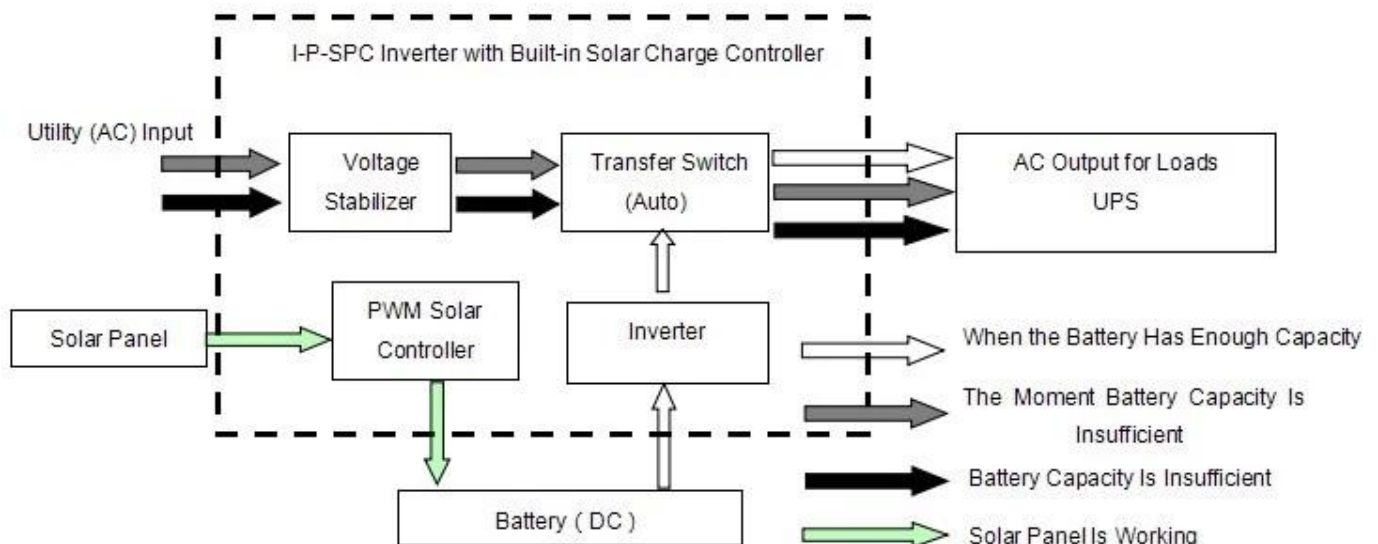 I-P-SPC Inverter with Built-in Solar Charge Controller
Utility (AC) Input
Voltage
Stabilizer
Transfer Switch
(Auto)
AC Output for Loads
UPS
Solar Panel
PWM Solar
Controller
Inverter
When the Battery Has Enough Capacity
The Moment Battery Capacity Is
Insufficient
Battery Capacity Is Insufficient
Battery ( DC )
Solar Panel Is Working